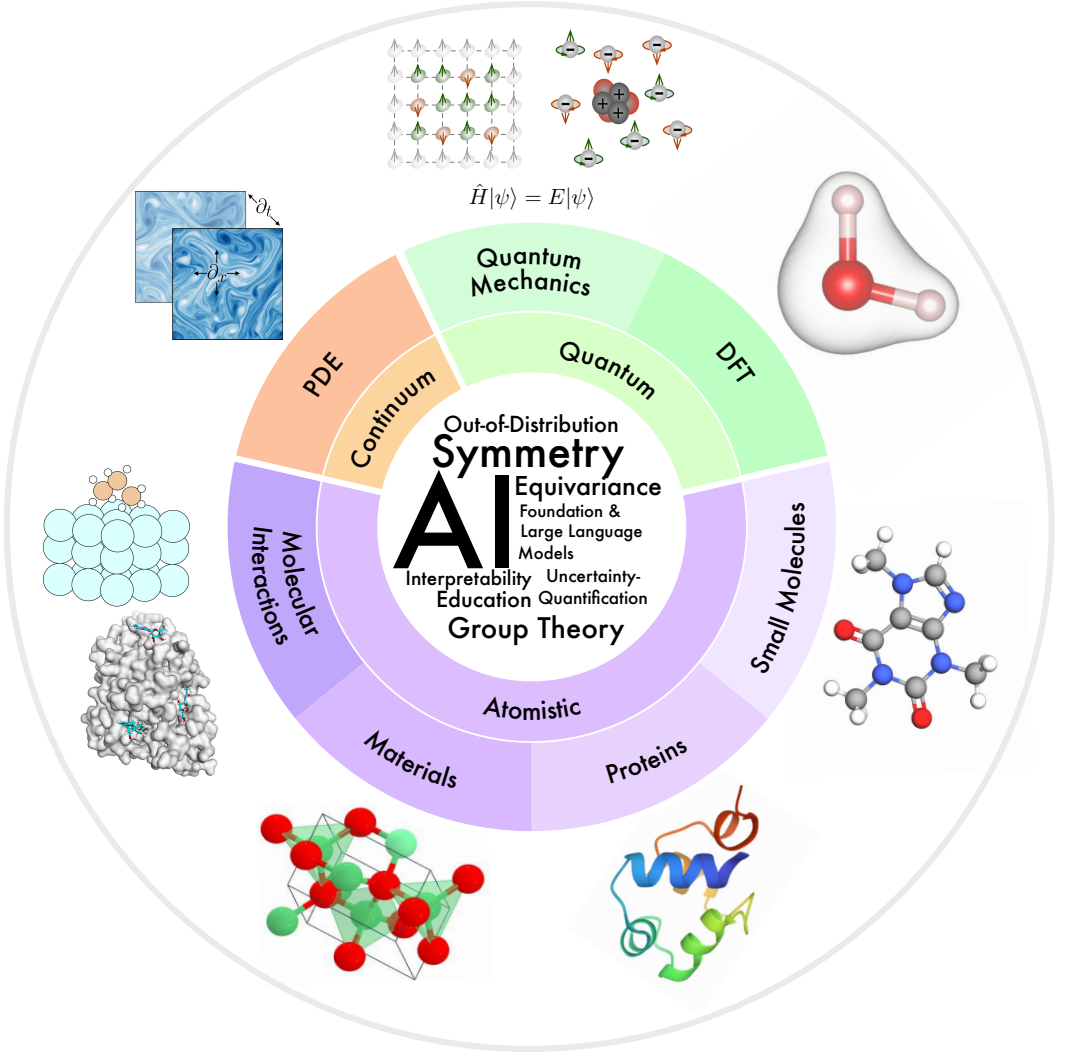 Ĥ|ψ⟩ = E|ψ⟩
∂t
∂x
Quantum
Mechanics
DFT
PDE
Quantum
Continuum
Out-of-Distribution
Symmetry
AI
Equivariance
Foundation &
Large Language
Models
Interpretability
Uncertainty-
Education
Quantification
Group Theory
Molecular
Interactions
Small Molecules
Atomistic
Materials
Proteins